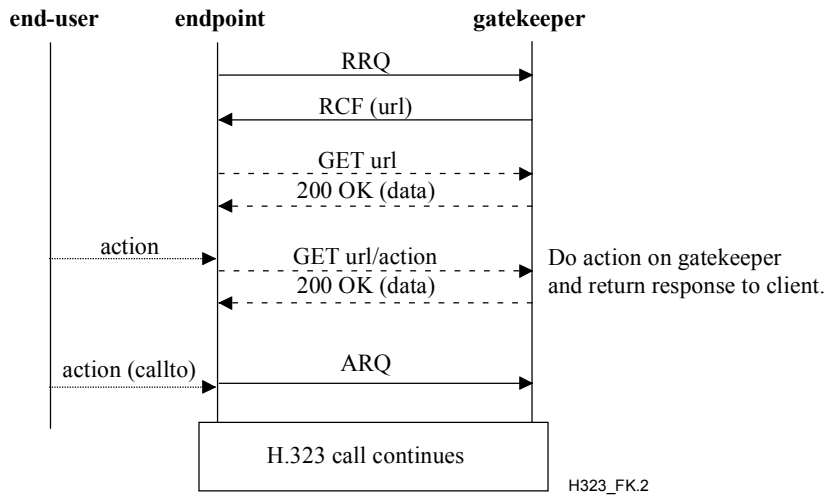 end-user endpoint gatekeeper
RRQ
RCF (url)
GET url
200 OK (data)
action
GET url/action
200 OK (data)
Do action on gatekeeper
and return response to client.
action (callto)
ARQ
H.323 call continues
H323_FK.2